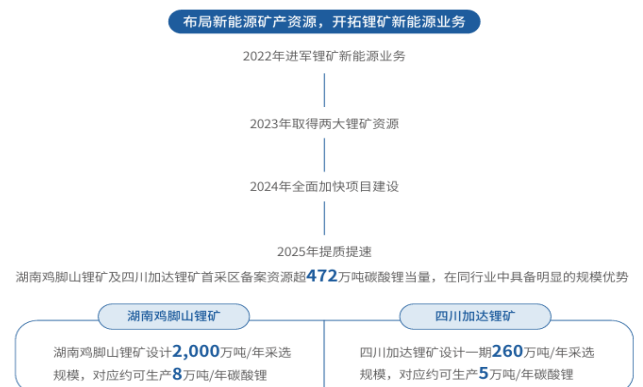 布局新能源矿产资源，开拓锂矿新能源业务
2022年进军锂矿新能源业务
2023年取得两大锂矿资源
2024年全面加快项目建设
2025年提质提速
湖南鸡脚山锂矿及四川加达锂矿首采区备案资源超472万吨碳酸锂当量，在同行业中具备明显的规模优势
湖南鸡脚山锂矿
湖南鸡脚山锂矿设计2,000万吨/年采选
规模，对应约可生产8万吨/年碳酸锂
四川加达锂矿
四川加达锂矿设计一期260万吨/年采选
规模，对应约可生产5万吨/年碳酸锂